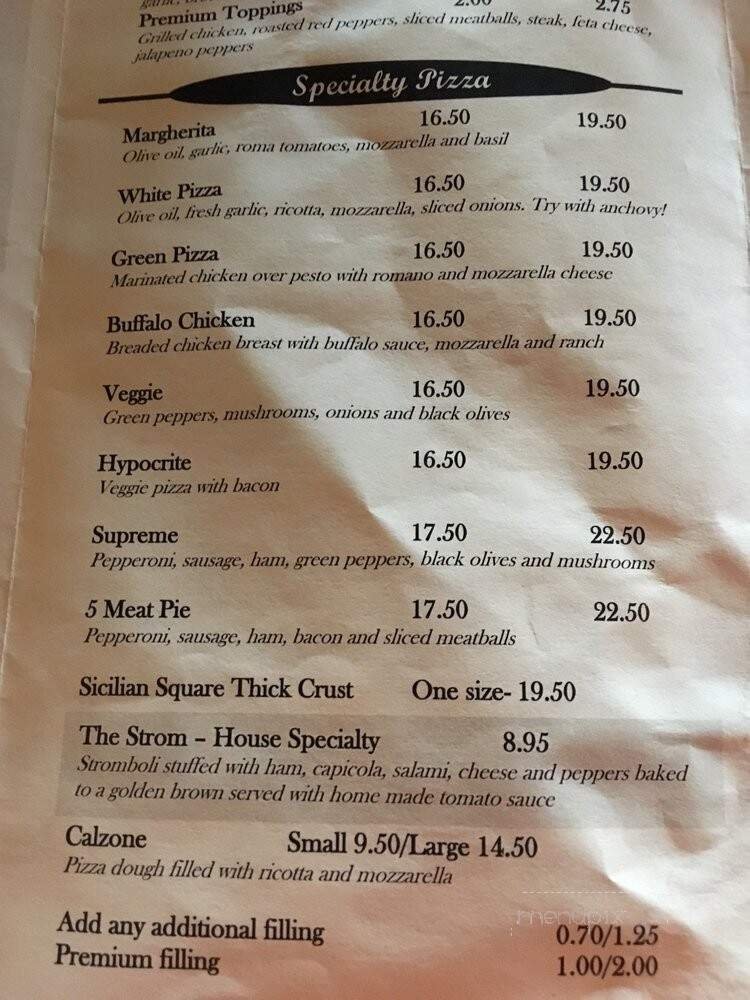 garlic,
Premium Toppings 2.00 2.75
Grilled chicken, roasted red peppers, sliced meatballs, steak, feta cheese,
jalapeno peppers
Specialty Pizza
Margherita 16.50 19.50
Olive oil, garlic, roma tomatoes, mozzarella and basil
White Pizza 16.50 19.50
Olive oil, fresh garlic, ricotta, mozzarella, sliced onions. Try with anchovy!
Green Pizza 16.50 19.50
Marinated chicken over pesto with romano and mozzarella cheese
Buffalo Chicken 16.50 19.50
Breaded chicken breast with buffalo sauce, mozzarella and ranch
Veggie 16.50 19.50
Green peppers, mushrooms, onions and black olives
Hypocrite 16.50 19.50
Veggie pizza with bacon
Supreme 17.50 22.50
Pepperoni, sausage, ham, green peppers, black olives and mushrooms
5 Meat Pie 17.50 22.50
Pepperoni, sausage, ham, bacon and sliced meatballs
Sicilian Square Thick Crust One size- 19.50
The Strom – House Specialty 8.95
Stromboli stuffed with ham, capicola, salami, cheese and peppers baked
to a golden brown served with home made tomato sauce
Calzone Small 9.50/Large 14.50
Pizza dough filled with ricotta and mozzarella
menupix
Add any additional filling 0.70/1.25
Premium filling 1.00/2.00